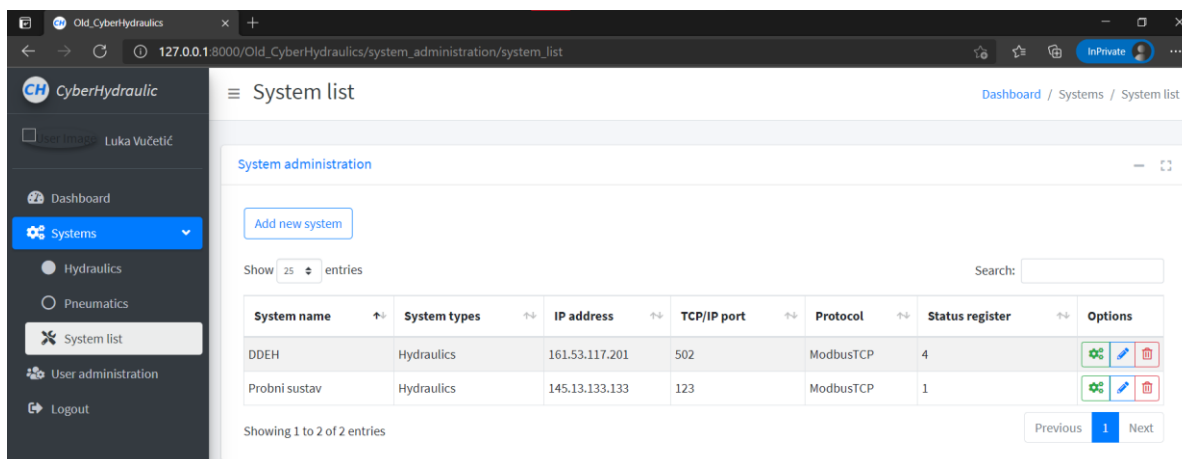 Old_CyberHydraulics
127.0.0.1:8000/Old_CyberHydraulics/system_administration/system_list
InPrivate
CH CyberHydraulic
System list
Dashboard / Systems / System list
User image Luka Vučetić
System administration
Dashboard
Add new system
Systems
Show 25 entries
Search:
Hydraulics
Pneumatics
System name System types IP address TCP/IP port Protocol Status register Options
System list
DDEH Hydraulics 161.53.117.201 502 ModbusTCP 4
User administration
Probni sustav Hydraulics 145.13.133.133 123 ModbusTCP 1
Logout
Showing 1 to 2 of 2 entries
Previous 1 Next